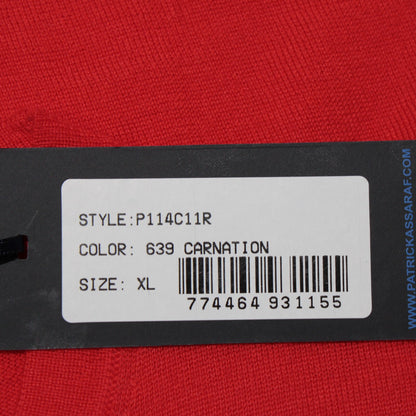 STYLE:P114C11R
COLOR: 639 CARNATION
SIZE: XL
774464 931155
WWW.PATRICKASSARAF.COM